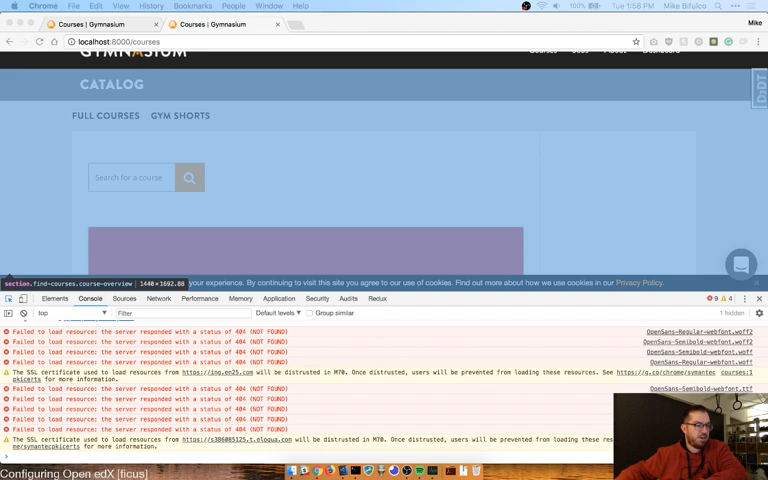 Chrome File Edit View History Bookmarks People Window Help 100% Tue 1:58 PM Mike Bifulco
Courses | Gymnasium × Courses | Gymnasium × Mike
localhost:8000/courses
GYMNASIUM Courses Jobs About Dashboard
CATALOG
DJDT
FULL COURSES GYM SHORTS
Search for a course
section.find-courses.course-overview | 1440 × 1692.88 your experience. By continuing to visit this site you agree to our use of cookies. Find out more about how we use cookies in our Privacy Policy. ×
Elements Console Sources Network Performance Memory Application Security Audits Redux 9 4
top Filter Default levels Group similar 1 hidden
Failed to load resource: the server responded with a status of 404 (NOT FOUND) OpenSans-Regular-webfont.woff2
Failed to load resource: the server responded with a status of 404 (NOT FOUND) OpenSans-Semibold-webfont.woff2
Failed to load resource: the server responded with a status of 404 (NOT FOUND) OpenSans-Semibold-webfont.woff
Failed to load resource: the server responded with a status of 404 (NOT FOUND) OpenSans-Regular-webfont.woff
The SSL certificate used to load resources from https://img.en25.com will be distrusted in M70. Once distrusted, users will be prevented from loading these resources. See https://g.co/chrome/symantec courses:1
pkicerts for more information.
Failed to load resource: the server responded with a status of 404 (NOT FOUND) OpenSans-Semibold-webfont.ttf
Failed to load resource: the server responded with a status of 404 (NOT FOUND)
Failed to load resource: the server responded with a status of 404 (NOT FOUND)
Failed to load resource: the server responded with a status of 404 (NOT FOUND)
Failed to load resource: the server responded with a status of 404 (NOT FOUND)
The SSL certificate used to load resources from https://s386085125.t.eloqua.com will be distrusted in M70. Once distrusted, users will be prevented from loading these res
me/symantecpkicerts for more information.
Configuring Open edX [ficus]